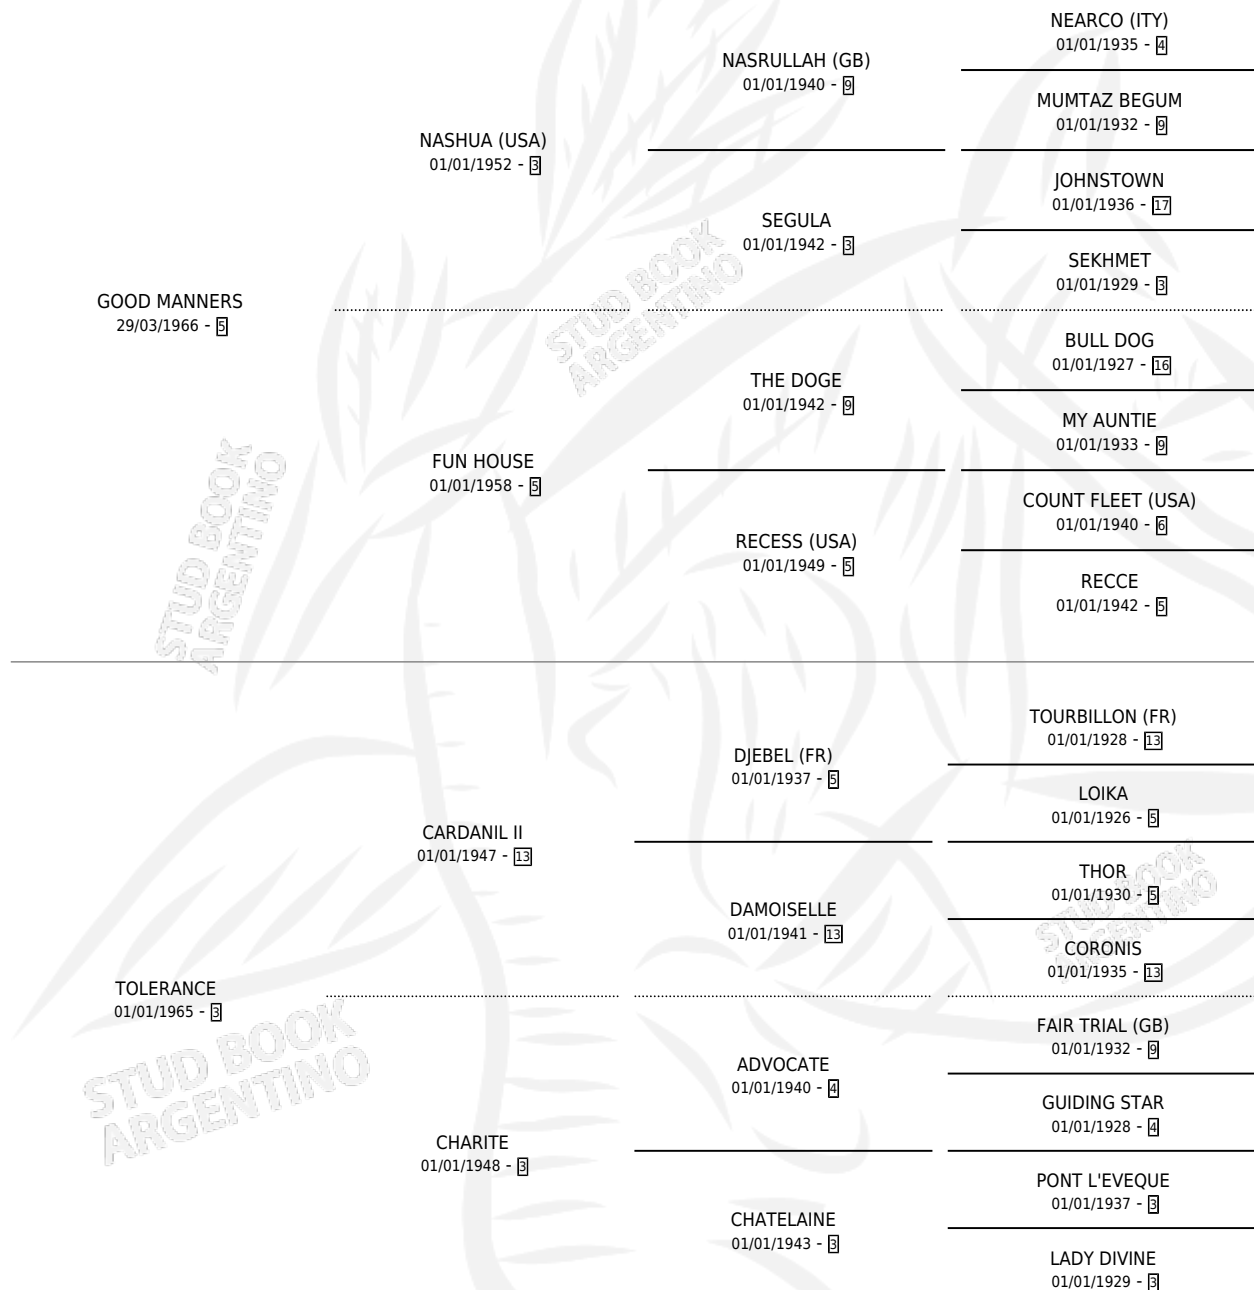 NEARCO (ITY)
01/01/1935 - 4
NASRULLAH (GB)
01/01/1940 - 9
MUMTAZ BEGUM
01/01/1932 - 9
NASHUA (USA)
01/01/1952 - 3
JOHNSTOWN
01/01/1936 - 17
SEGULA
01/01/1942 - 3
SEKHMET
01/01/1929 - 3
GOOD MANNERS
29/03/1966 - 5
BULL DOG
01/01/1927 - 16
THE DOGE
01/01/1942 - 9
MY AUNTIE
01/01/1933 - 9
FUN HOUSE
01/01/1958 - 5
COUNT FLEET (USA)
01/01/1940 - 6
RECESS (USA)
01/01/1949 - 5
RECCE
01/01/1942 - 5
STUD BOOK
ARGENTINO
STUD BOOK
ARGENTINO
TOURBILLON (FR)
01/01/1928 - 13
DJEBEL (FR)
01/01/1937 - 5
LOIKA
01/01/1926 - 5
CARDANIL II
01/01/1947 - 13
THOR
01/01/1930 - 5
DAMOISELLE
01/01/1941 - 13
CORONIS
01/01/1935 - 13
STUD BOOK
ARGENTINO
TOLERANCE
01/01/1965 - 3
FAIR TRIAL (GB)
01/01/1932 - 9
ADVOCATE
01/01/1940 - 4
GUIDING STAR
01/01/1928 - 4
CHARITE
01/01/1948 - 3
PONT L'EVEQUE
01/01/1937 - 3
CHATELAINE
01/01/1943 - 3
LADY DIVINE
01/01/1929 - 3
STUD BOOK
ARGENTINO